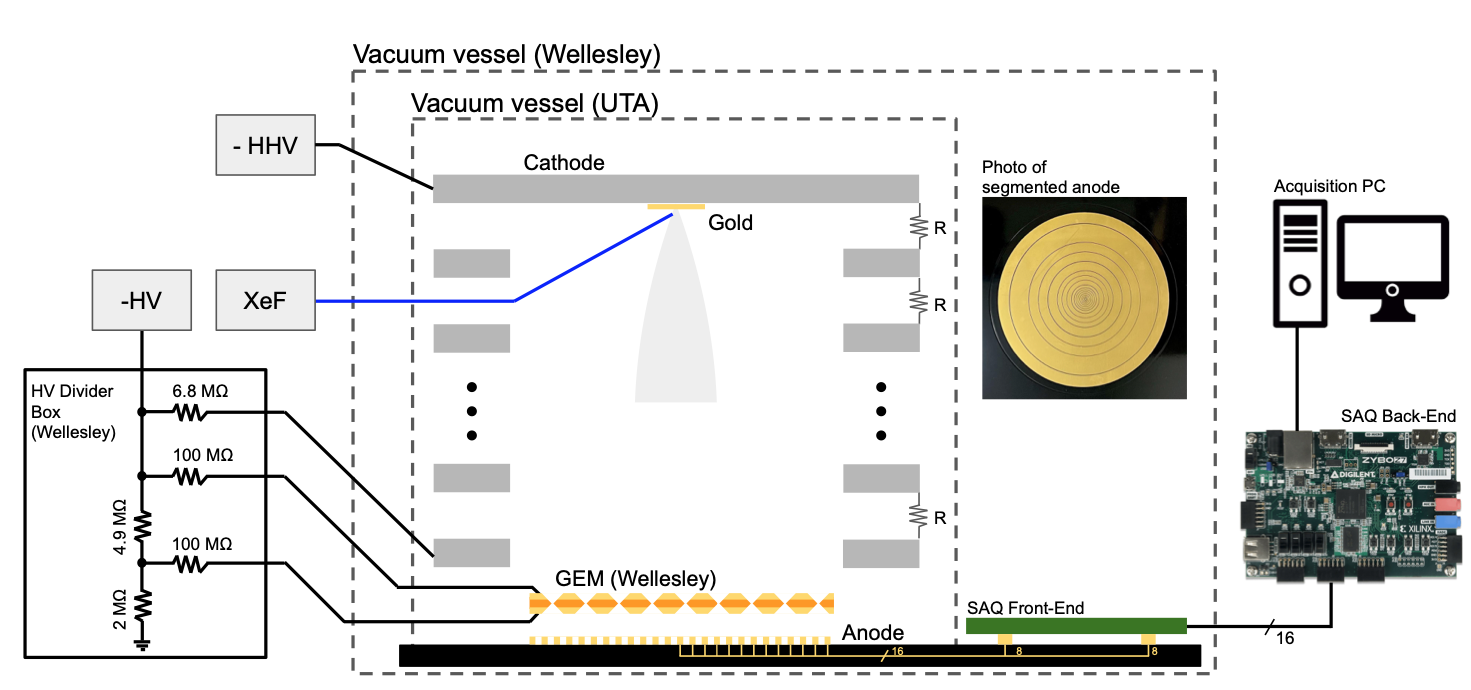 Vacuum vessel (Wellesley)
Vacuum vessel (UTA)
- HHV
Cathode
Gold
R
Photo of
segmented anode
Acquisition PC
-HV
XeF
R
HV Divider
Box
(Wellesley)
6.8 MΩ
100 MΩ
4.9 MΩ
100 MΩ
2 MΩ
R
GEM (Wellesley)
Anode
16
8
8
SAQ Front-End
16
SAQ Back-End
ZYBO Z7
DIGILENT
XILINX